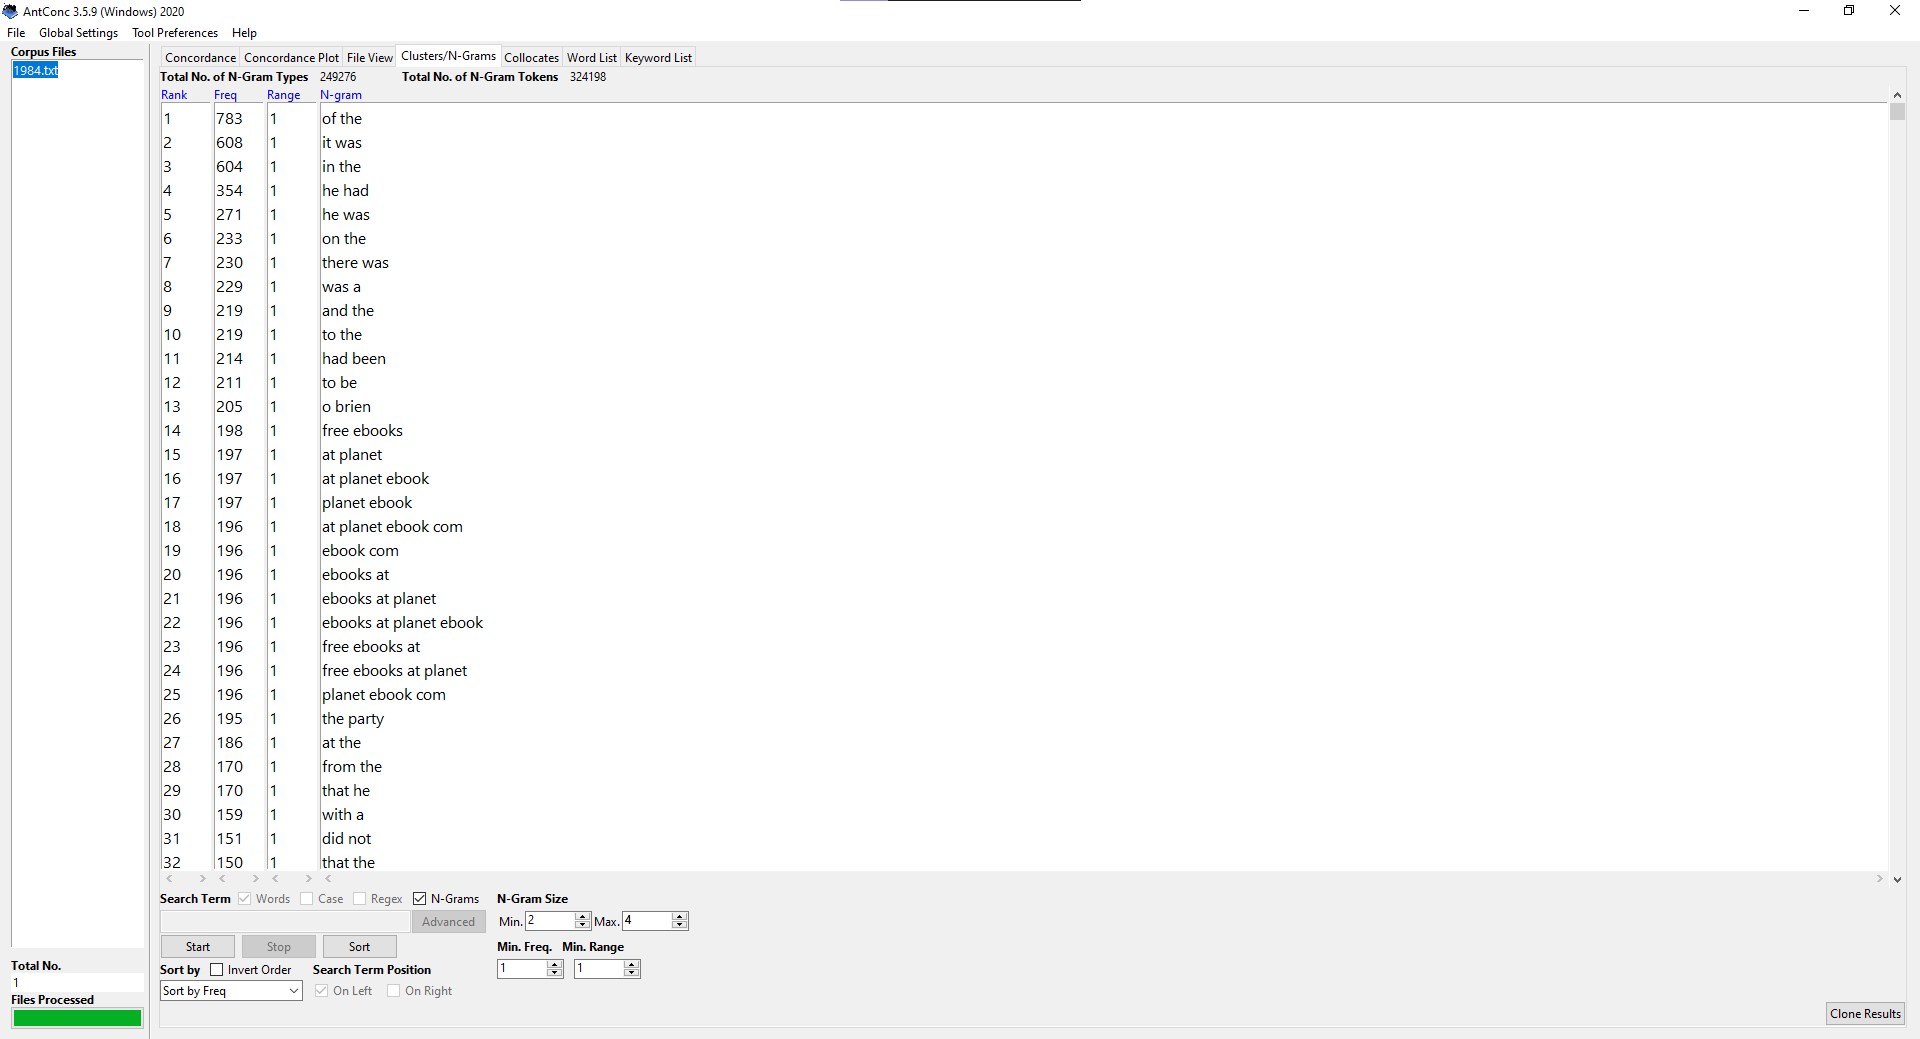 AntConc 3.5.9 (Windows) 2020
File Global Settings Tool Preferences Help
Corpus Files
1984.txt
Concordance Concordance Plot File View Clusters/N-Grams Collocates Word List Keyword List
Total No. of N-Gram Types 249276 Total No. of N-Gram Tokens 324198
Rank Freq Range N-gram
1 783 1 of the
2 608 1 it was
3 604 1 in the
4 354 1 he had
5 271 1 he was
6 233 1 on the
7 230 1 there was
8 229 1 was a
9 219 1 and the
10 219 1 to the
11 214 1 had been
12 211 1 to be
13 205 1 o brien
14 198 1 free ebooks
15 197 1 at planet
16 197 1 at planet ebook
17 197 1 planet ebook
18 196 1 at planet ebook com
19 196 1 ebook com
20 196 1 ebooks at
21 196 1 ebooks at planet
22 196 1 ebooks at planet ebook
23 196 1 free ebooks at
24 196 1 free ebooks at planet
25 196 1 planet ebook com
26 195 1 the party
27 186 1 at the
28 170 1 from the
29 170 1 that he
30 159 1 with a
31 151 1 did not
32 150 1 that the
Search Term Words Case Regex N-Grams N-Gram Size
Advanced Min. 2 Max. 4
Start Stop Sort Min. Freq. Min. Range
Sort by Invert Order Search Term Position 1 1
Sort by Freq On Left On Right
Total No.
1
Files Processed
Clone Results